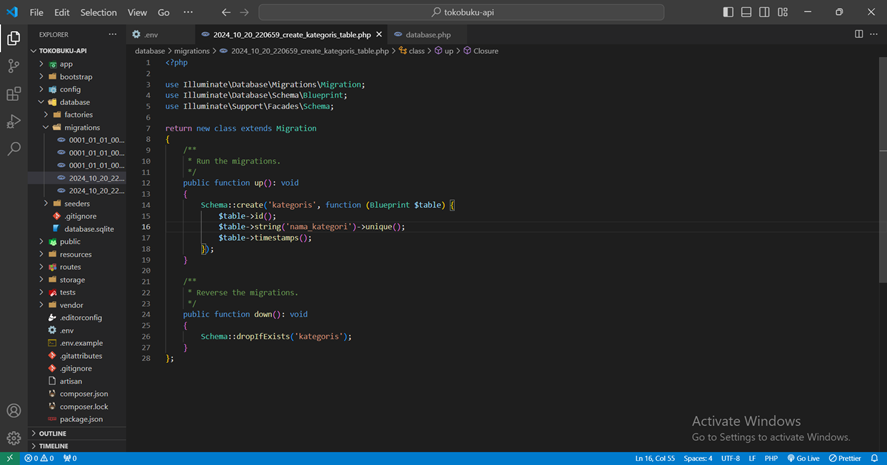 File Edit Selection View Go ··· tokobuku-api
EXPLORER ···
TOKOBUKU-API
app
bootstrap
config
database
factories
migrations
0001_01_01_00...
0001_01_01_00...
0001_01_01_00...
2024_10_20_22...
2024_10_20_22...
seeders
.gitignore
database.sqlite
public
resources
routes
storage
tests
vendor
.editorconfig
.env
.env.example
.gitattributes
.gitignore
artisan
composer.json
composer.lock
package.json
OUTLINE
TIMELINE
.env 2024_10_20_220659_create_kategoris_table.php database.php
database > migrations > 2024_10_20_220659_create_kategoris_table.php > class > up > Closure
1 <?php
2
3 use Illuminate\Database\Migrations\Migration;
4 use Illuminate\Database\Schema\Blueprint;
5 use Illuminate\Support\Facades\Schema;
6
7 return new class extends Migration
8 {
9 /**
10 * Run the migrations.
11 */
12 public function up(): void
13 {
14 Schema::create('kategoris', function (Blueprint $table) {
15 $table->id();
16 $table->string('nama_kategori')->unique();
17 $table->timestamps();
18 });
19 }
20
21 /**
22 * Reverse the migrations.
23 */
24 public function down(): void
25 {
26 Schema::dropIfExists('kategoris');
27 }
28 };
Activate Windows
Go to Settings to activate Windows.
0 0 0 Ln 16, Col 55 Spaces: 4 UTF-8 LF PHP Go Live Prettier